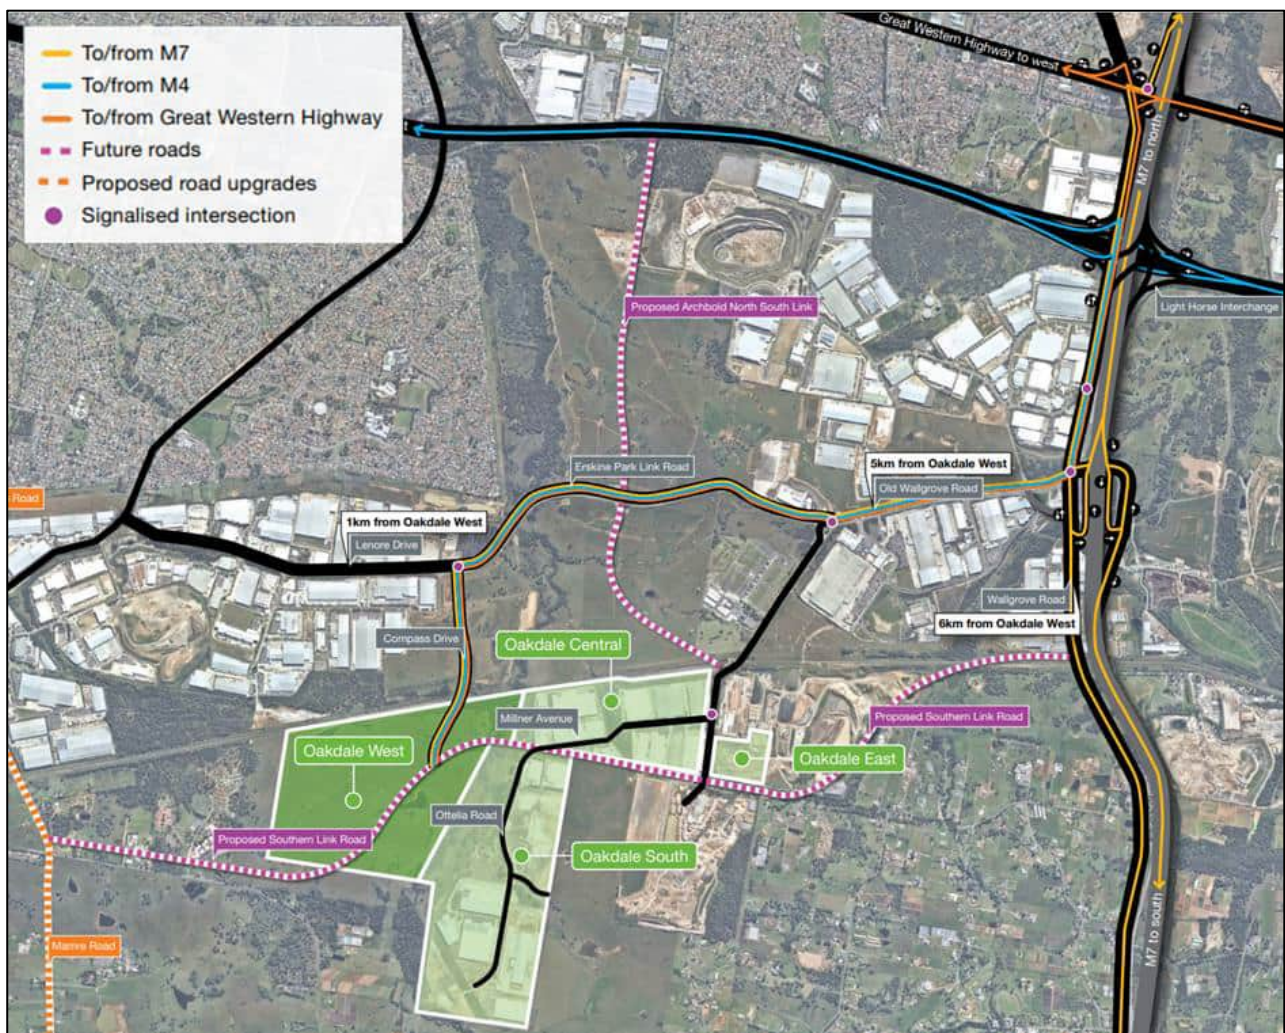 To/from M7
To/from M4
To/from Great Western Highway
Future roads
Proposed road upgrades
Signalised intersection
Great Western Highway to west
M7 to north
Proposed Archbold North South Link
Light Horse Interchange
Erskine Park Link Road
5km from Oakdale West
Old Wallgrove Road
Road
1km from Oakdale West
Lenore Drive
Wallgrove Road
6km from Oakdale West
Compass Drive
Oakdale Central
Millner Avenue
Proposed Southern Link Road
Oakdale West
Oakdale East
Ottelia Road
Proposed Southern Link Road
Oakdale South
Mamre Road
M7 to south